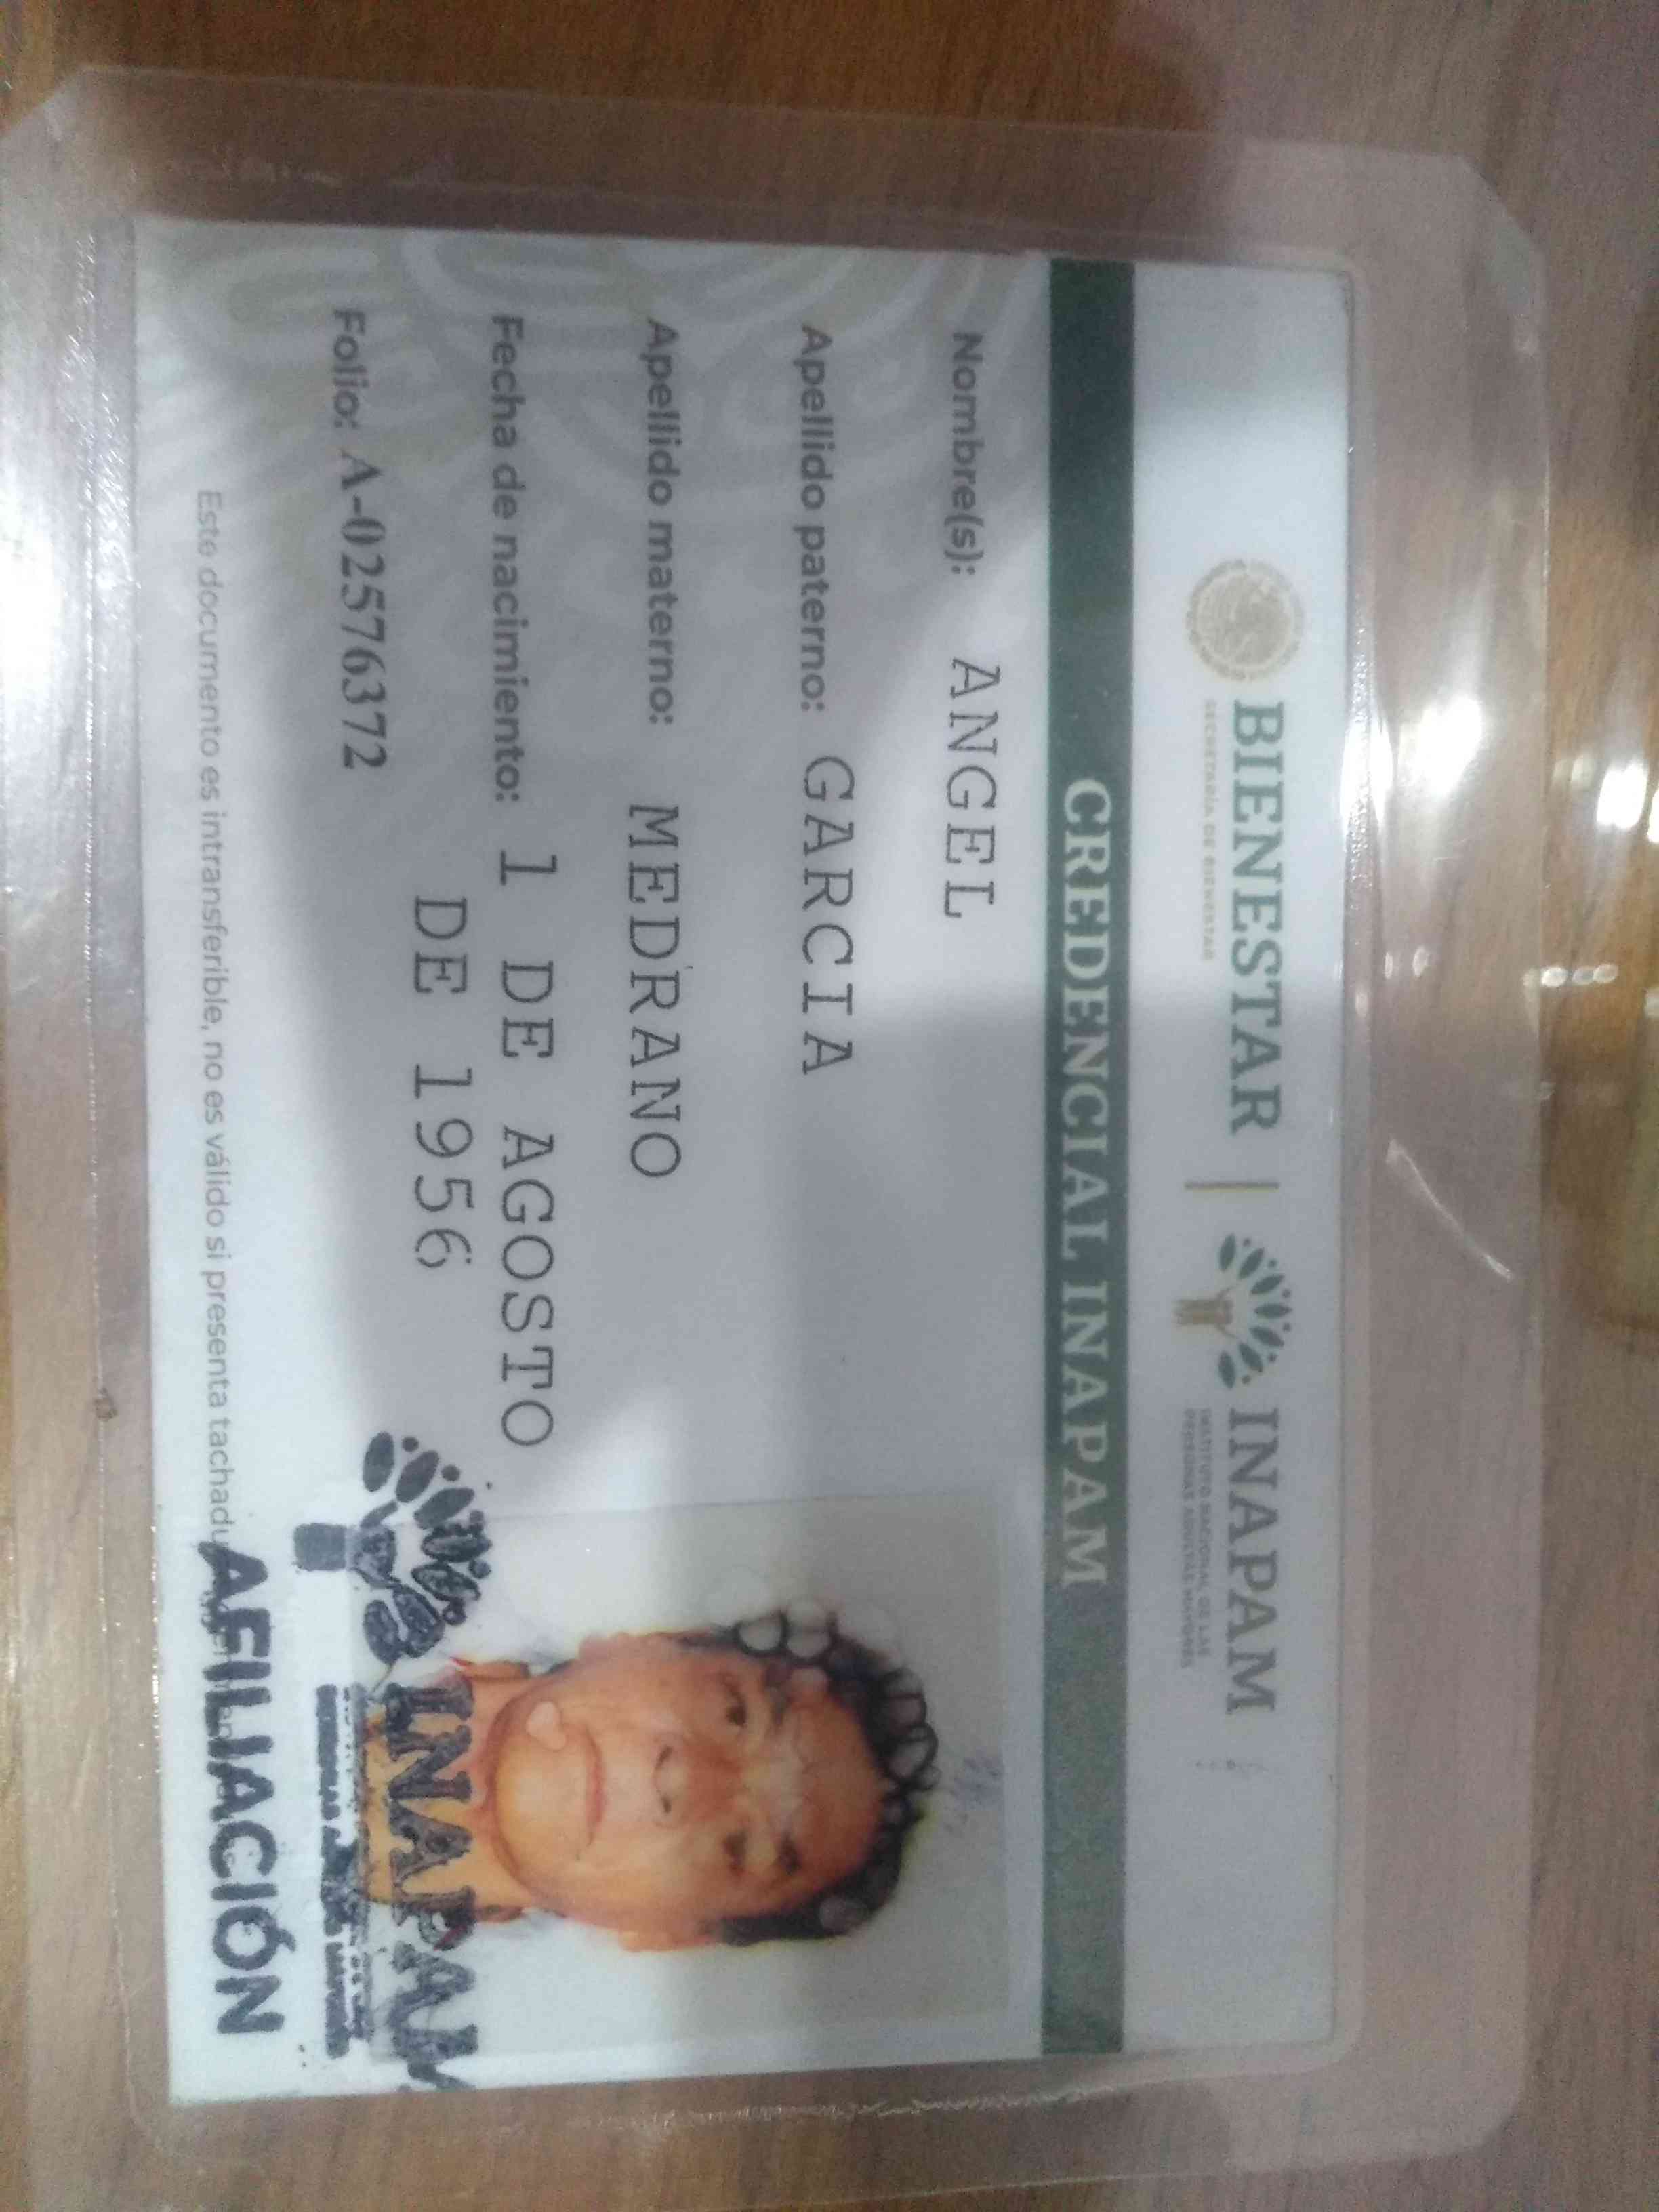 BIENESTAR
SECRETARÍA DE BIENESTAR
INAPAM
INSTITUTO NACIONAL DE LAS
PERSONAS ADULTAS MAYORES
CREDENCIAL INAPAM
Nombre(s): ANGEL
Apellido paterno: GARCIA
Apellido materno: MEDRANO
Fecha de nacimiento: 1 DE AGOSTO
DE 1956
Folio: A-02576372
INAPAM
Este documento es intransferible, no es válido si presenta
AFILIACIÓN